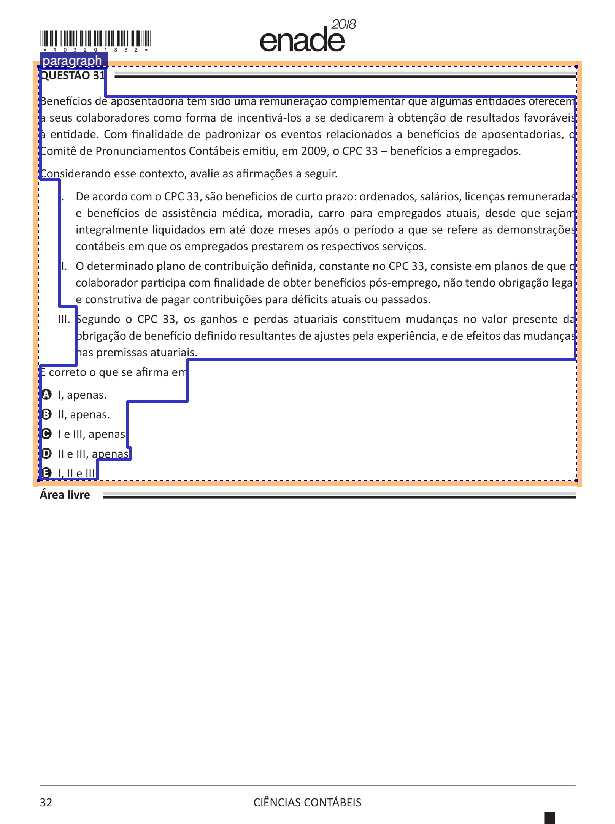 enade 2018
*R0320183​2*
paragraph
QUESTÃO 31
Benefícios de aposentadoria têm sido uma remuneração complementar que algumas entidades oferecem
a seus colaboradores como forma de incentivá-los a se dedicarem à obtenção de resultados favoráveis
à entidade. Com finalidade de padronizar os eventos relacionados a benefícios de aposentadorias, o
Comitê de Pronunciamentos Contábeis emitiu, em 2009, o CPC 33 – benefícios a empregados.
Considerando esse contexto, avalie as afirmações a seguir.
I. De acordo com o CPC 33, são benefícios de curto prazo: ordenados, salários, licenças remuneradas
e benefícios de assistência médica, moradia, carro para empregados atuais, desde que sejam
integralmente liquidados em até doze meses após o período a que se refere as demonstrações
contábeis em que os empregados prestarem os respectivos serviços.
II. O determinado plano de contribuição definida, constante no CPC 33, consiste em planos de que o
colaborador participa com finalidade de obter benefícios pós-emprego, não tendo obrigação legal
e construtiva de pagar contribuições para déficits atuais ou passados.
III. Segundo o CPC 33, os ganhos e perdas atuariais constituem mudanças no valor presente da
obrigação de benefício definido resultantes de ajustes pela experiência, e de efeitos das mudanças
nas premissas atuariais.
É correto o que se afirma em
A I, apenas.
B II, apenas.
C I e III, apenas.
D II e III, apenas.
E I, II e III.
Área livre
32
CIÊNCIAS CONTÁBEIS